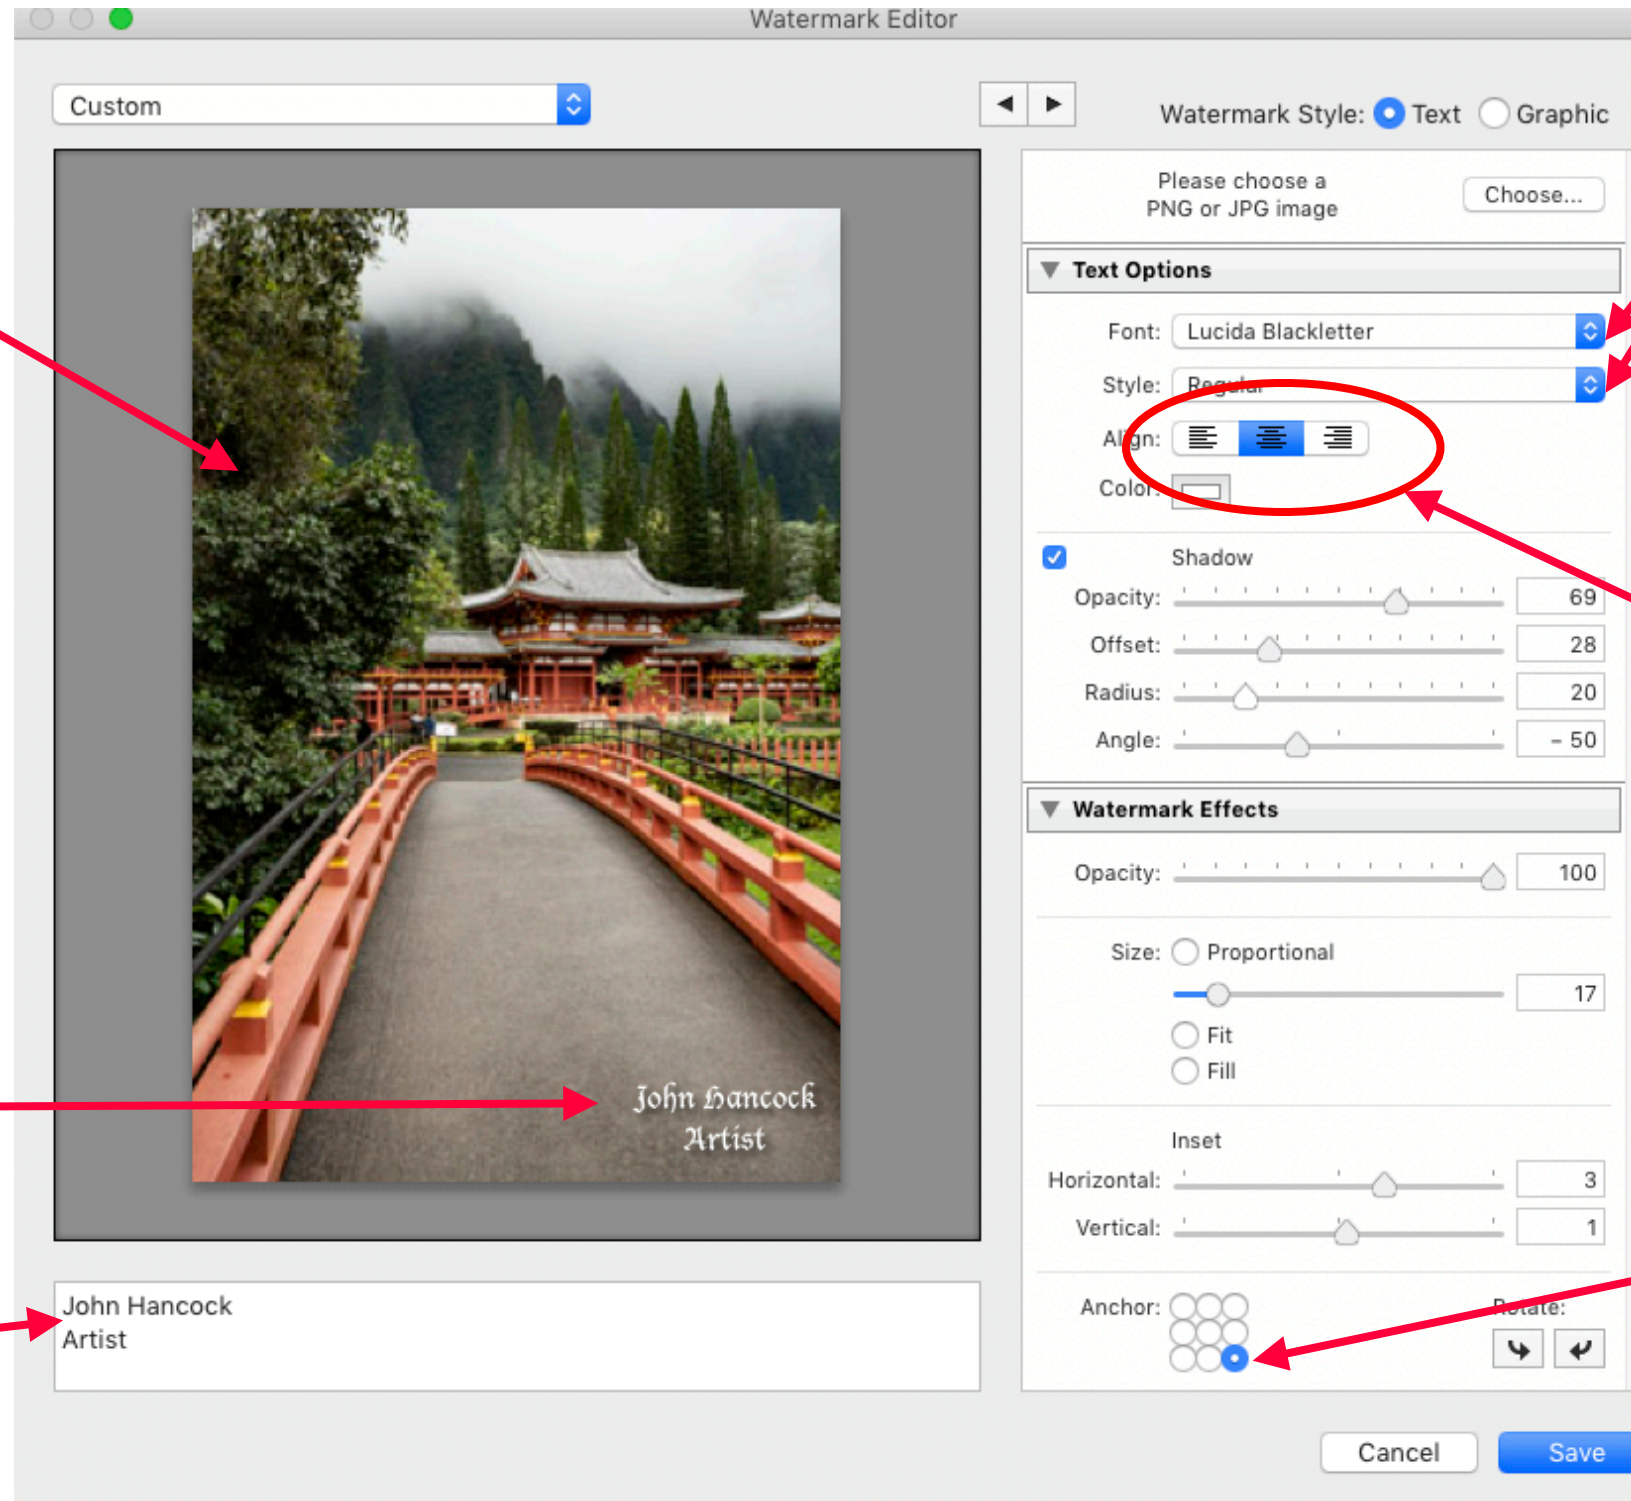 Watermark Editor
Custom
Watermark Style: Text Graphic
Please choose a
PNG or JPG image
Choose...
Text Options
Font: Lucida Blackletter
Style: Regular
Align:
Color:
Shadow
Opacity: 69
Offset: 28
Radius: 20
Angle: - 50
Watermark Effects
Opacity: 100
Size: Proportional
17
Fit
Fill
Inset
Horizontal: 3
Vertical: 1
Anchor: Rotate:
John Hancock
Artist
John Hancock
Artist
Cancel Save